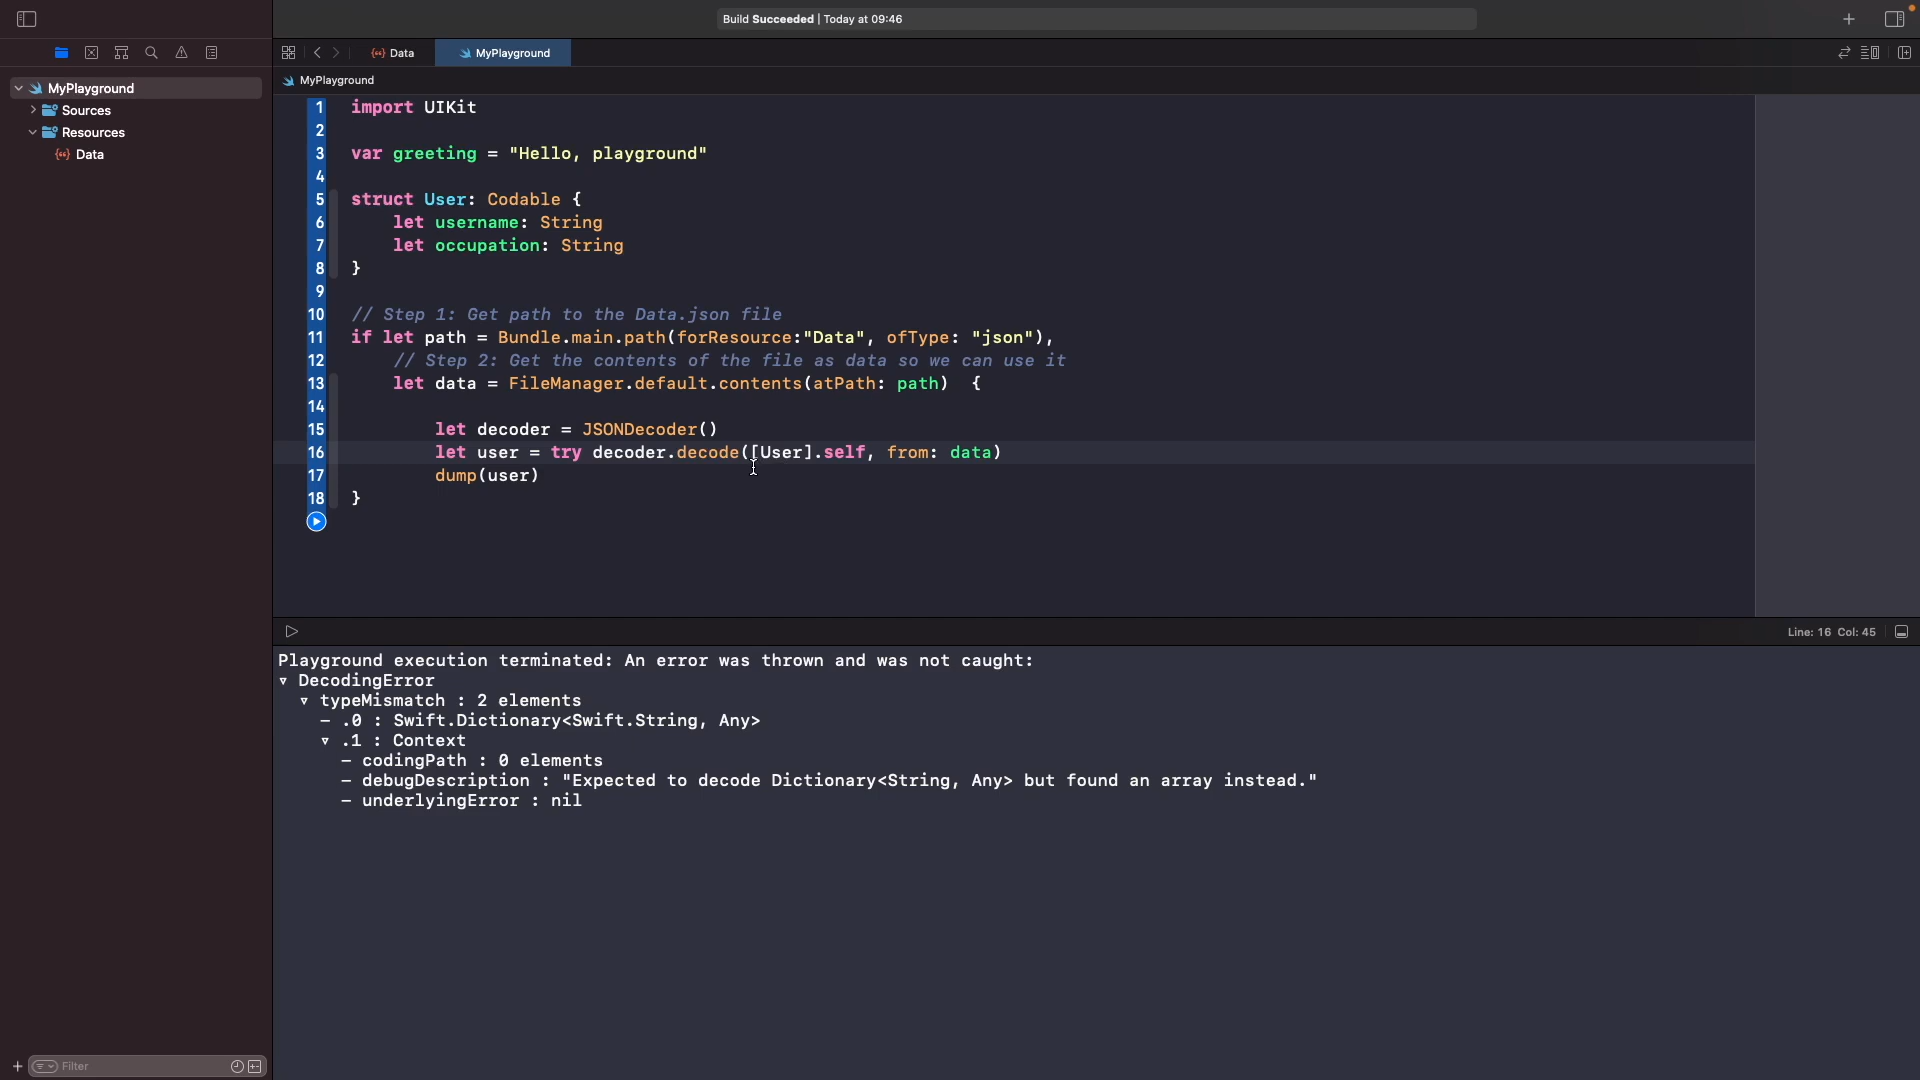 Build Succeeded | Today at 09:46
Data
MyPlayground
MyPlayground
MyPlayground
Sources
Resources
Data
1 import UIKit
2
3 var greeting = "Hello, playground"
4
5 struct User: Codable {
6 let username: String
7 let occupation: String
8 }
9
10 // Step 1: Get path to the Data.json file
11 if let path = Bundle.main.path(forResource:"Data", ofType: "json"),
12 // Step 2: Get the contents of the file as data so we can use it
13 let data = FileManager.default.contents(atPath: path)  {
14
15 let decoder = JSONDecoder()
16 let user = try decoder.decode([User].self, from: data)
17 dump(user)
18 }
Line: 16 Col: 45
Playground execution terminated: An error was thrown and was not caught:
▿ DecodingError
▿ typeMismatch : 2 elements
- .0 : Swift.Dictionary<Swift.String, Any>
▿ .1 : Context
- codingPath : 0 elements
- debugDescription : "Expected to decode Dictionary<String, Any> but found an array instead."
- underlyingError : nil
Filter